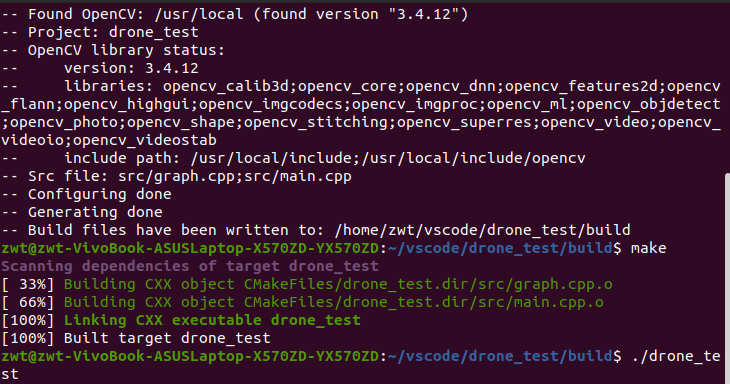 -- Found OpenCV: /usr/local (found version "3.4.12")
-- Project: drone_test
-- OpenCV library status:
--     version: 3.4.12
--     libraries: opencv_calib3d;opencv_core;opencv_dnn;opencv_features2d;opencv
_flann;opencv_highgui;opencv_imgcodecs;opencv_imgproc;opencv_ml;opencv_objdetect
;opencv_photo;opencv_shape;opencv_stitching;opencv_superres;opencv_video;opencv_
videoio;opencv_videostab
--     include path: /usr/local/include;/usr/local/include/opencv
-- Src file: src/graph.cpp;src/main.cpp
-- Configuring done
-- Generating done
-- Build files have been written to: /home/zwt/vscode/drone_test/build
zwt@zwt-VivoBook-ASUSLaptop-X570ZD-YX570ZD:~/vscode/drone_test/build$ make
Scanning dependencies of target drone_test
[ 33%] Building CXX object CMakeFiles/drone_test.dir/src/graph.cpp.o
[ 66%] Building CXX object CMakeFiles/drone_test.dir/src/main.cpp.o
[100%] Linking CXX executable drone_test
[100%] Built target drone_test
zwt@zwt-VivoBook-ASUSLaptop-X570ZD-YX570ZD:~/vscode/drone_test/build$ ./drone_te
st